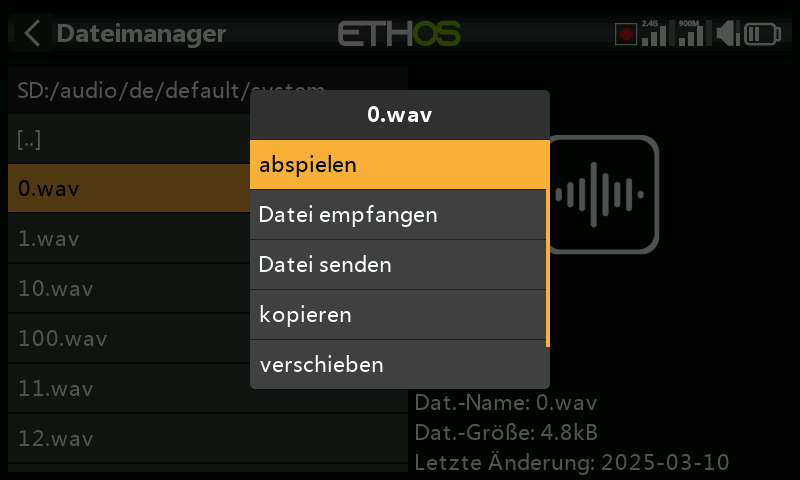 Dateimanager
ETHOS
2.4G
900M
SD:/audio/de/default/system
[..]
0.wav
1.wav
10.wav
100.wav
11.wav
12.wav
0.wav
abspielen
Datei empfangen
Datei senden
kopieren
verschieben
Dat.-Name: 0.wav
Dat.-Größe: 4.8kB
Letzte Änderung: 2025-03-10